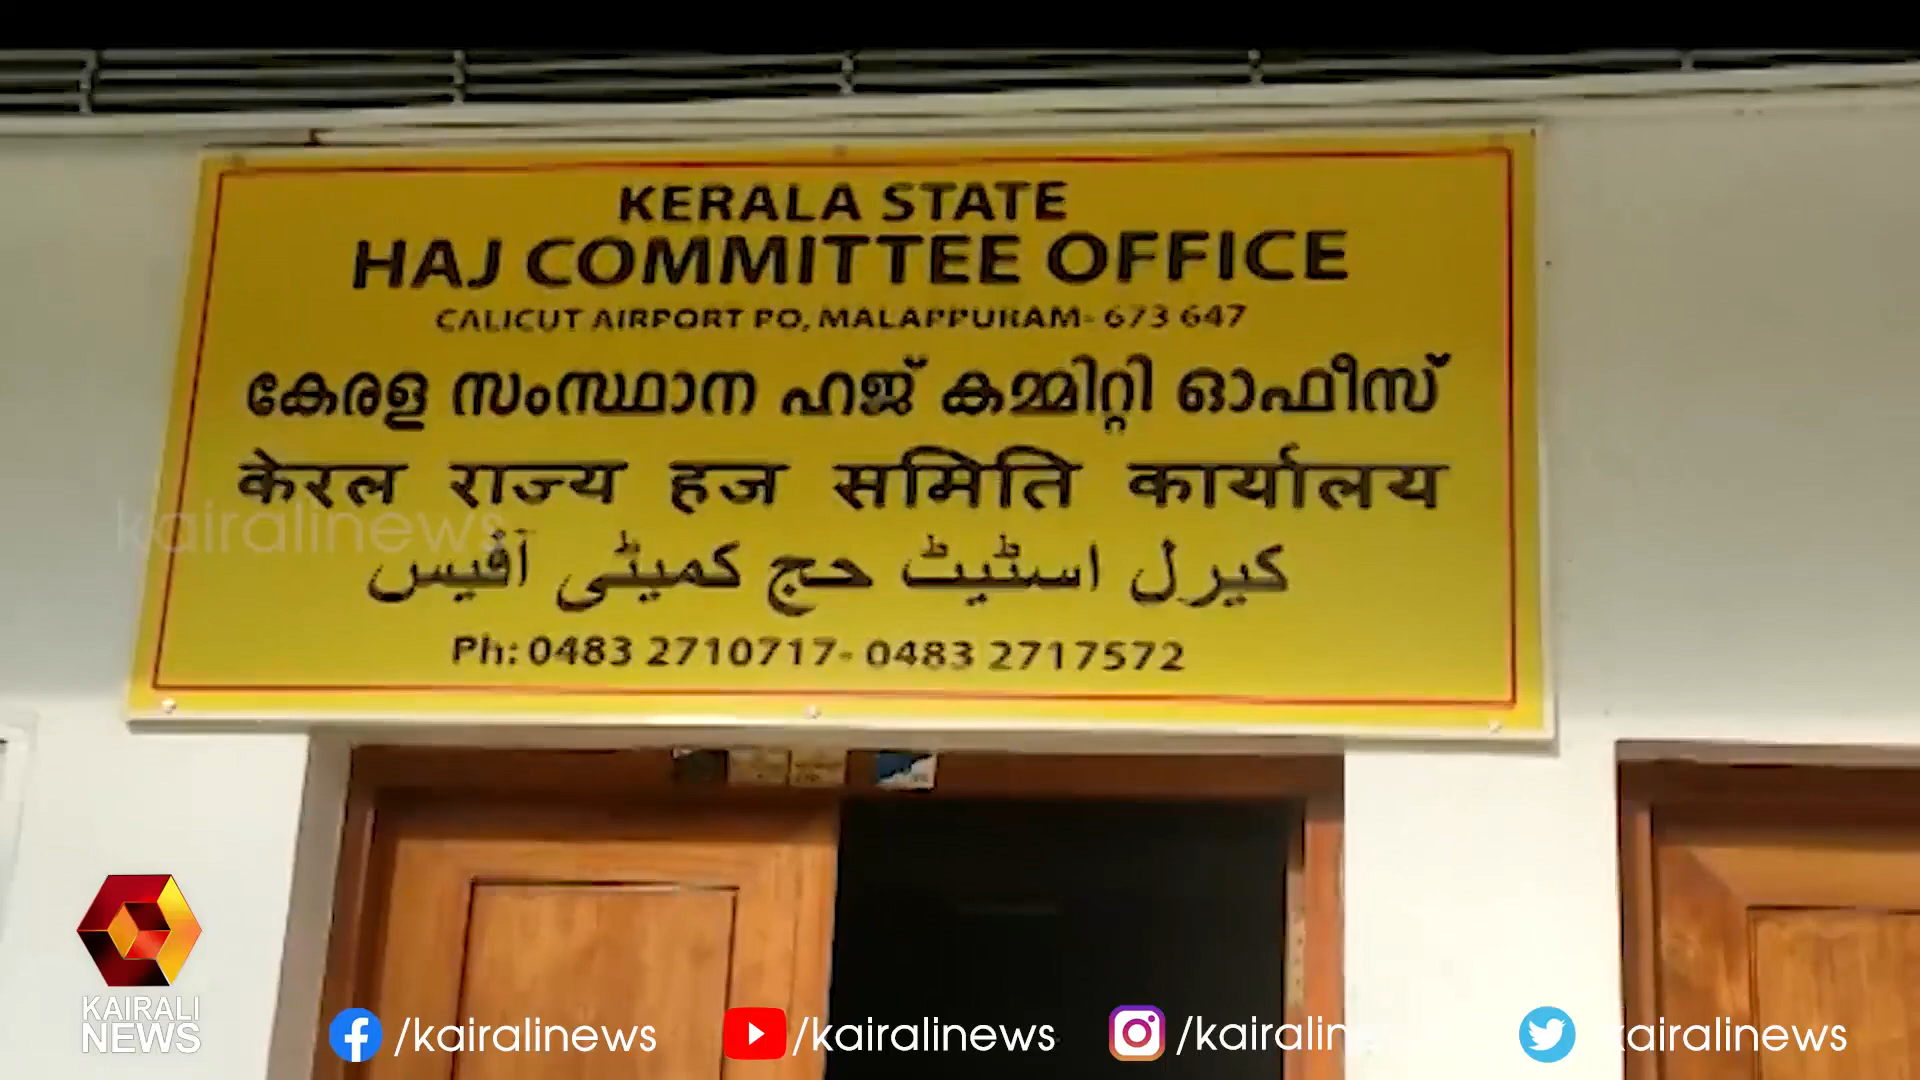 KERALA STATE
HAJ COMMITTEE OFFICE
CALICUT AIRPORT PO, MALAPPURAM- 673 647
കേരള സംസ്ഥാന ഹജ് കമ്മിറ്റി ഓഫീസ്
केरल राज्य हज समिति कार्यालय
کیرل اسٹیٹ حج کمیٹی آفیس
Ph: 0483 2710717- 0483 2717572
kairalinews
KAIRALI
NEWS
/kairalinews
/kairalinews
/kairalin
kairalinews